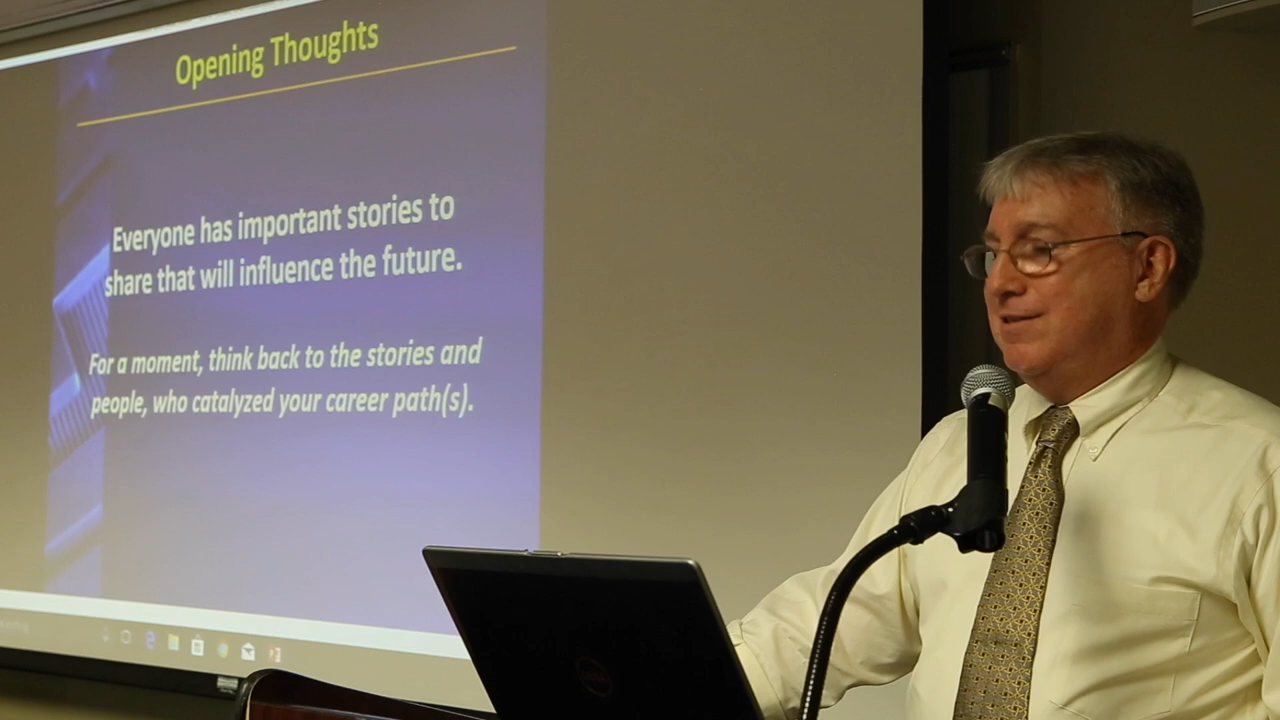 Opening Thoughts
Everyone has important stories to
share that will influence the future.
For a moment, think back to the stories and
people, who catalyzed your career path(s).